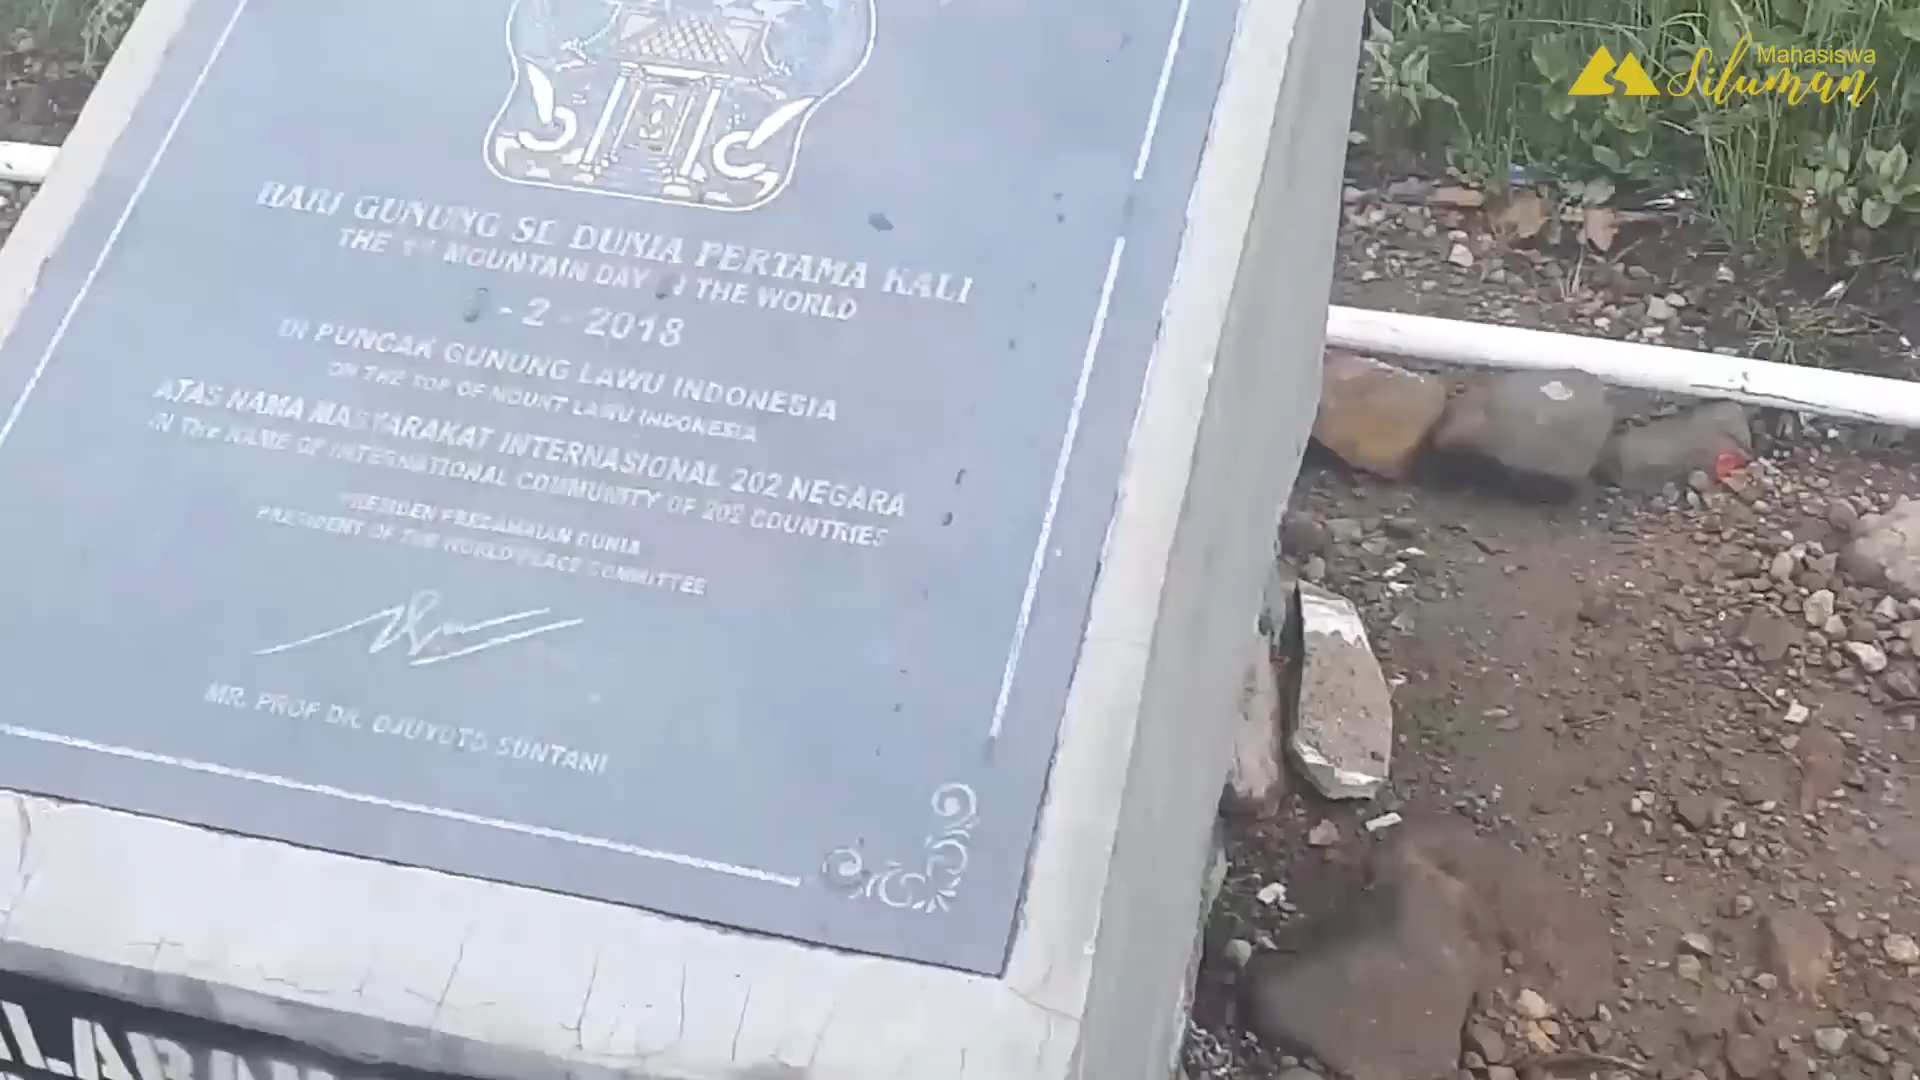 Mahasiswa
Siluman
HARI GUNUNG SE DUNIA PERTAMA KALI
THE 1ST MOUNTAIN DAY IN THE WORLD
- 2 - 2018
DI PUNCAK GUNUNG LAWU INDONESIA
ON THE TOP OF MOUNT LAWU INDONESIA
ATAS NAMA MASYARAKAT INTERNASIONAL 202 NEGARA
IN THE NAME OF INTERNATIONAL COMMUNITY OF 202 COUNTRIES
PRESIDEN PERDAMAIAN DUNIA
PRESIDENT OF THE WORLD PEACE COMMITTEE
MR. PROF DR. DJUYOTO SUNTANI